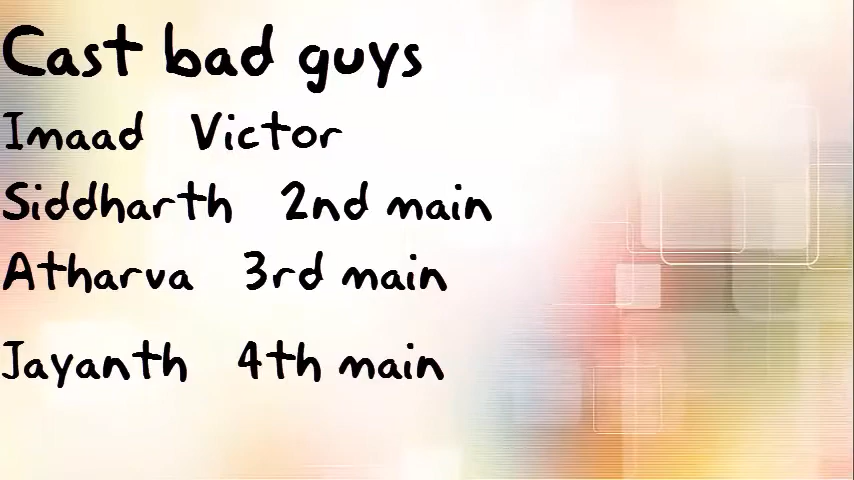 Cast bad guys
Imaad Victor
Siddharth 2nd main
Atharva 3rd main
Jayanth 4th main